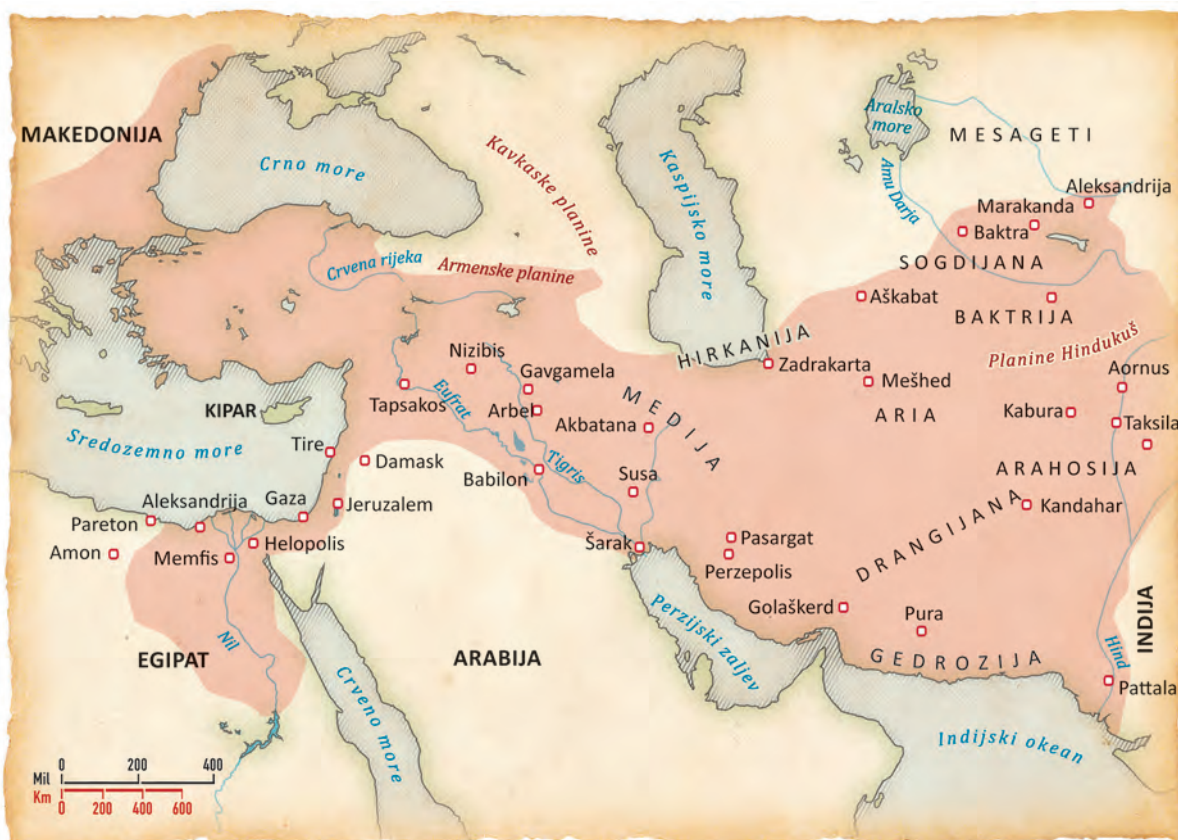 MAKEDONIJA
Crno more
Kavkaske planine
Kaspijsko more
Aralsko
more
MESAGETI
Amu Darja
Aleksandrija
Marakanda
Baktra
SOGDIJANA
Crvena rijeka
Armenske planine
Aškabat
BAKTRIJA
HIRKANIJA
Zadrakarta
Planine Hindukuš
Nizibis
Gavgamela
Mešhed
Aornus
Tapsakos
Eufrat
Arbel
MEDIJA
ARIA
Kabura
Taksila
KIPAR
Akbatana
Sredozemno more
Tire
Damask
Babilon
Tigris
Susa
ARAHOSIJA
Aleksandrija
Gaza
Jeruzalem
DRANGIJANA
Kandahar
Pareton
Amon
Memfis
Helopolis
Šarak
Pasargat
Perzepolis
Golaškerd
Pura
Perzijski zaljev
GEDROZIJA
INDIJA
Hind
Pattala
EGIPAT
Nil
ARABIJA
Crveno more
Indijski okean
Mil 0 200 400
Km 0 200 400 600